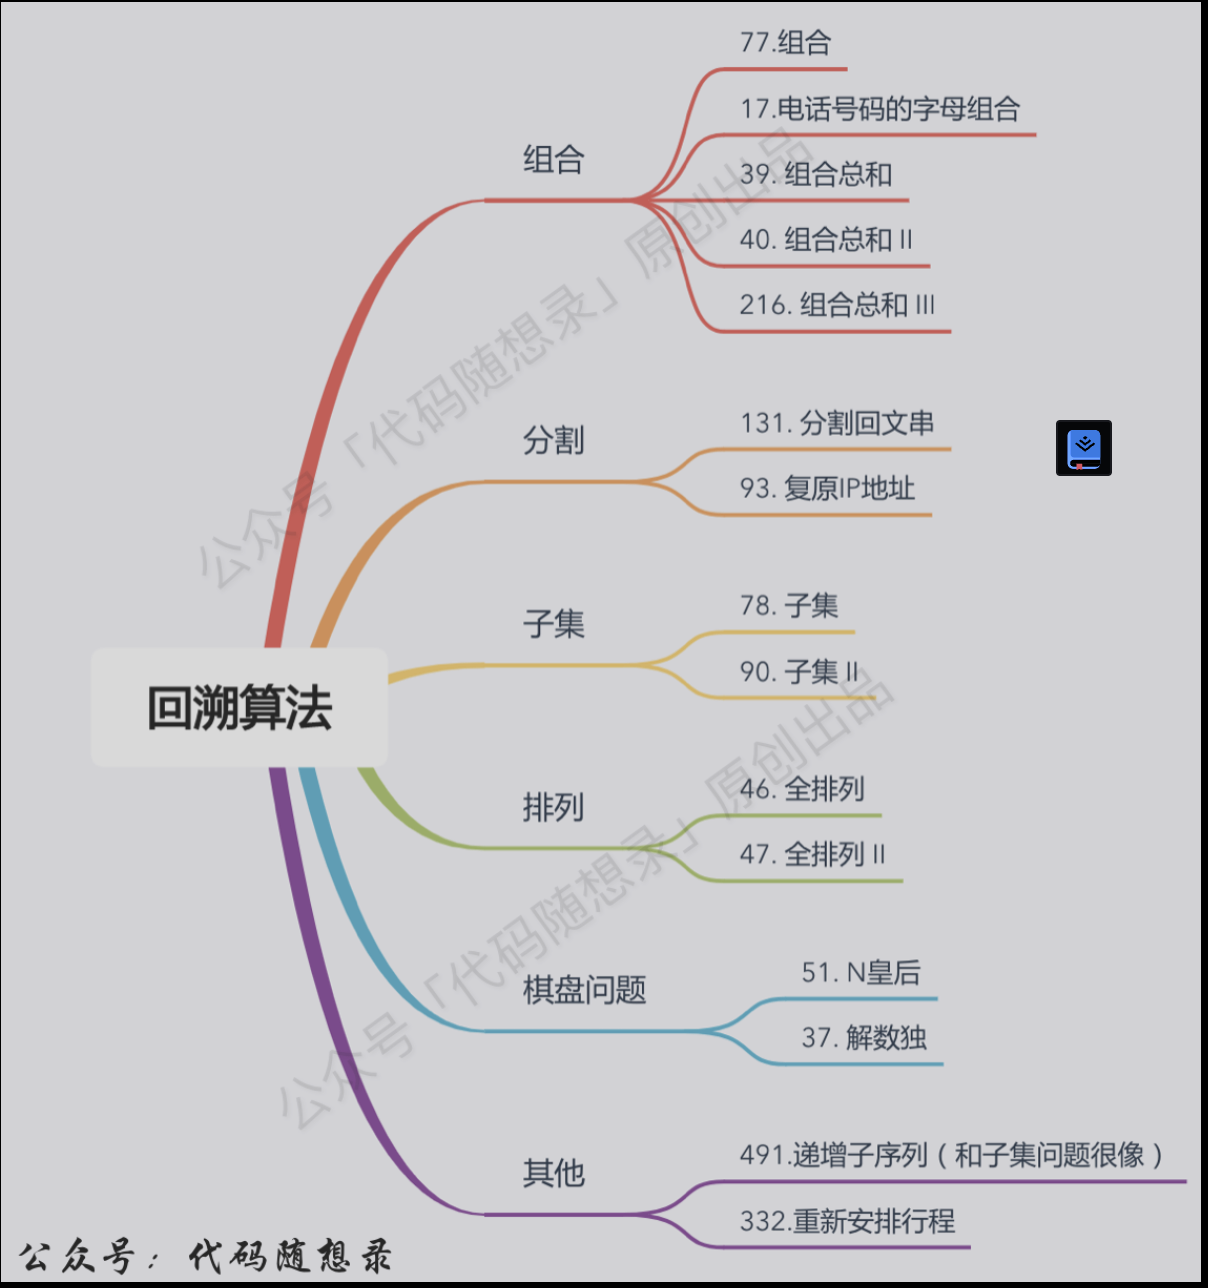 77.组合
17.电话号码的字母组合
组合
39. 组合总和
40. 组合总和 II
216. 组合总和 III
公众号「代码随想录」原创出品
131. 分割回文串
分割
93. 复原IP地址
78. 子集
子集
90. 子集 II
回溯算法
46. 全排列
排列
47. 全排列 II
公众号「代码随想录」原创出品
51. N皇后
棋盘问题
37. 解数独
491.递增子序列（和子集问题很像）
其他
332.重新安排行程
公众号：代码随想录